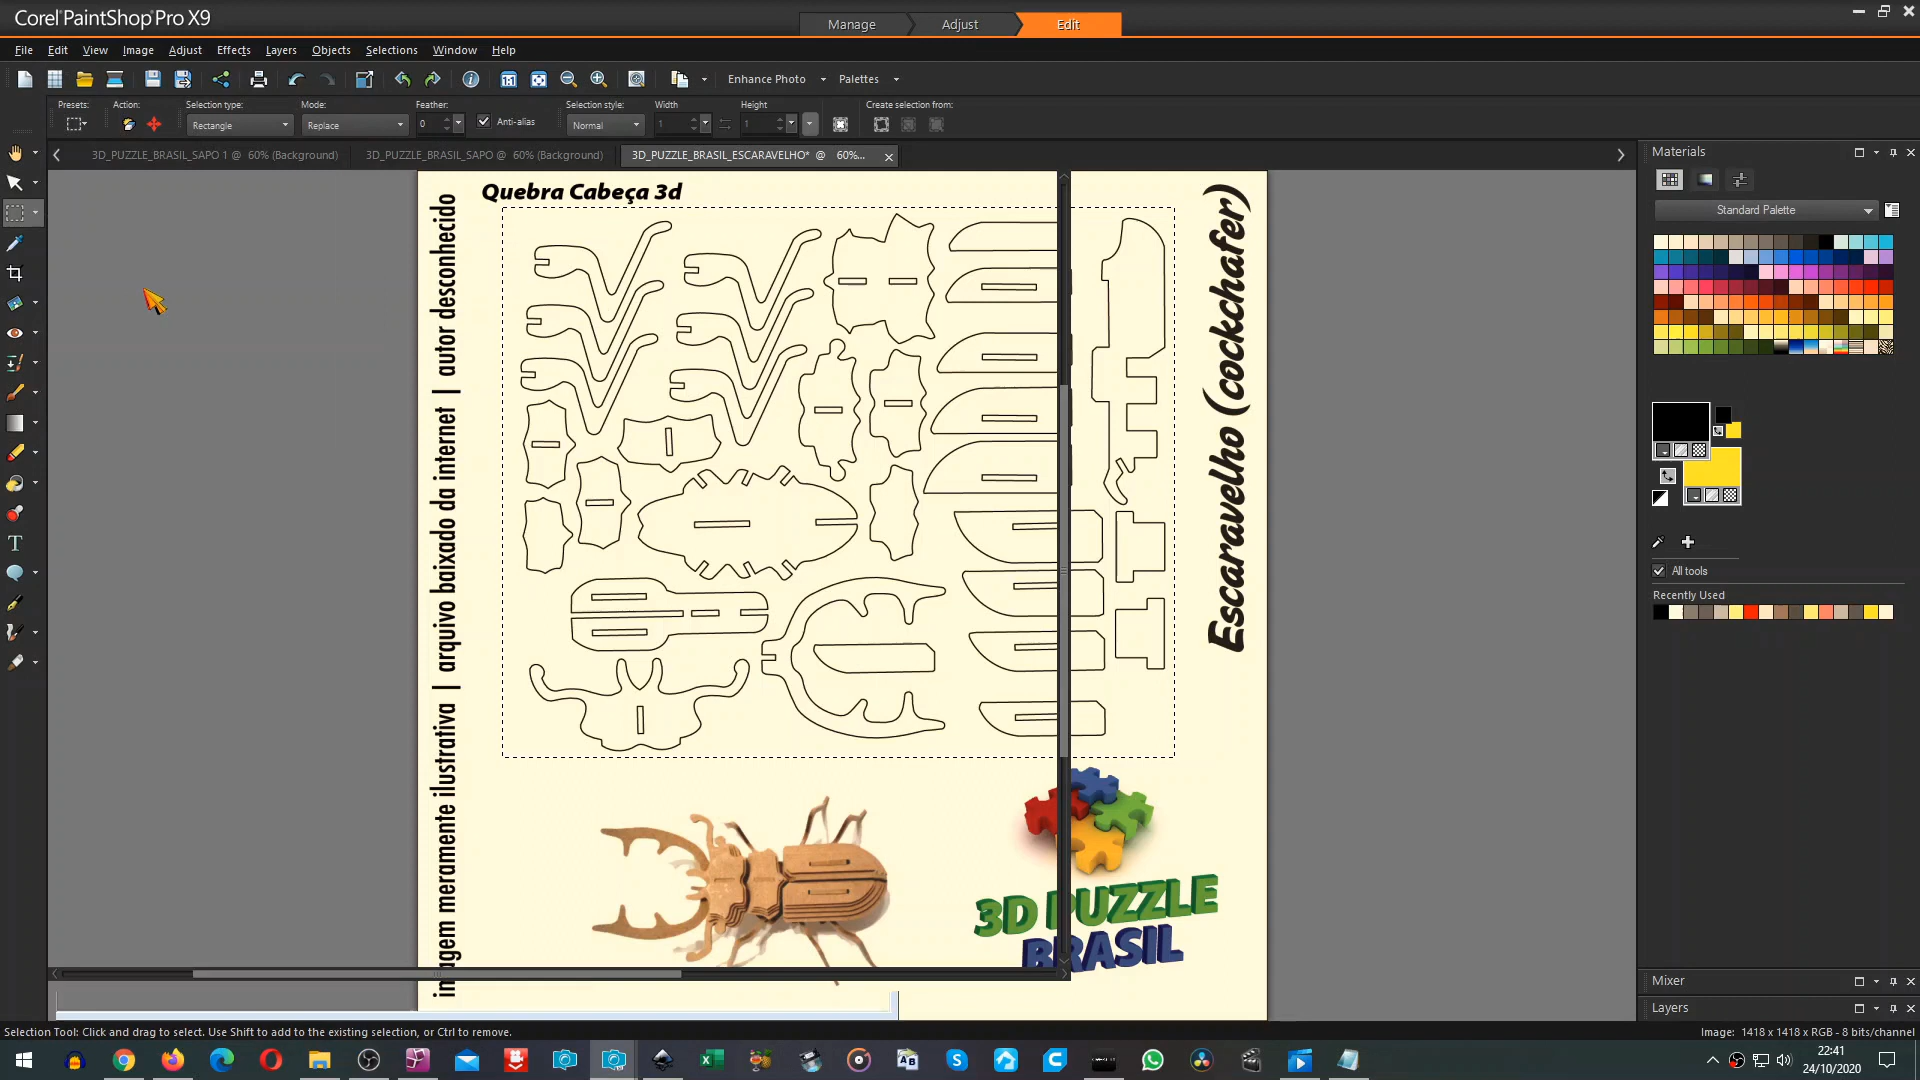 Corel PaintShop Pro X9
Manage
Adjust
Edit
File Edit View Image Adjust Effects Layers Objects Selections Window Help
Enhance Photo
Palettes
Presets:
Action:
Selection type:
Mode:
Feather:
Selection style:
Width
Height
Create selection from:
Rectangle
Replace
0
Anti-alias
Normal
1
1
3D_PUZZLE_BRASIL_SAPO 1 @ 60% (Background)
3D_PUZZLE_BRASIL_SAPO @ 60% (Background)
3D_PUZZLE_BRASIL_ESCARAVELHO* @ 60%...
Quebra Cabeça 3d
imagem meramente ilustrativa | arquivo baixado da internet | autor desconhecido
Escaravelho (cockchafer)
3D PUZZLE
BRASIL
Materials
Standard Palette
All tools
Recently Used
Mixer
Layers
Selection Tool: Click and drag to select. Use Shift to add to the existing selection, or Ctrl to remove.
Image: 1418 x 1418 x RGB - 8 bits/channel
22:41
24/10/2020